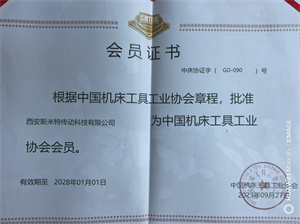 会员证书
中床协证字（ GD-090 ）号
根据中国机床工具工业协会章程，批准
西安斯米特传动科技有限公司 为中国机床工具工业
协会会员。
有效期至 2028年01月01日
中国机床工具工业协会
2023年09月27日